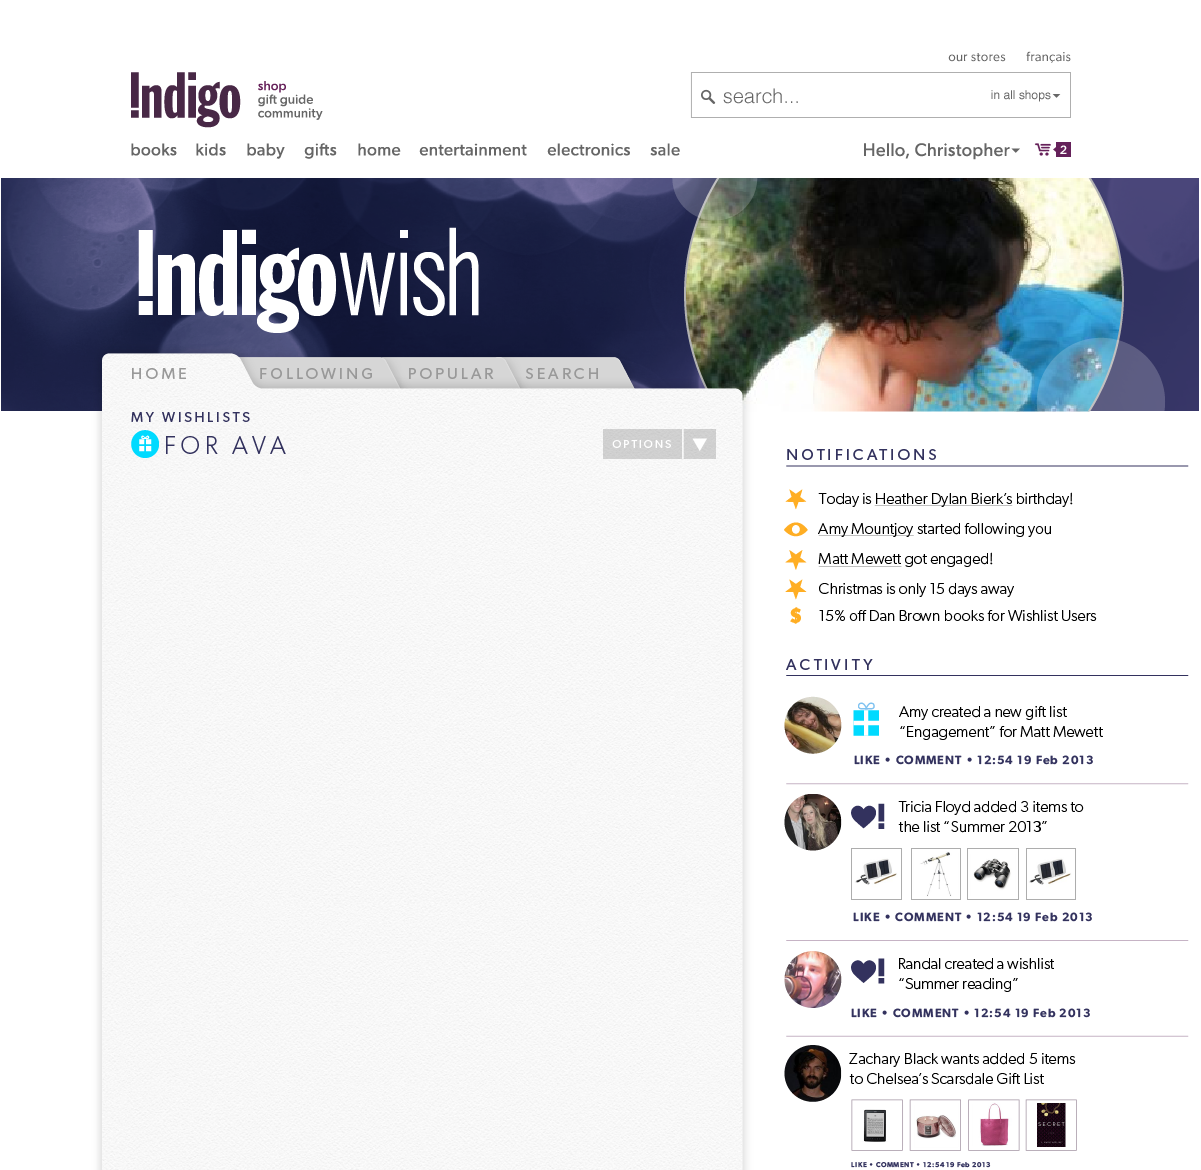 our stores français
!ndigo
shop
gift guide
community
search...
in all shops
books kids baby gifts home entertainment electronics sale
Hello, Christopher
2
!ndigowish
HOME FOLLOWING POPULAR SEARCH
MY WISHLISTS
FOR AVA
OPTIONS
NOTIFICATIONS
Today is Heather Dylan Bierk's birthday!
Amy Mountjoy started following you
Matt Mewett got engaged!
Christmas is only 15 days away
$ 15% off Dan Brown books for Wishlist Users
ACTIVITY
Amy created a new gift list
“Engagement” for Matt Mewett
LIKE • COMMENT • 12:54 19 Feb 2013
Tricia Floyd added 3 items to
the list “Summer 2013”
LIKE • COMMENT • 12:54 19 Feb 2013
Randal created a wishlist
“Summer reading”
LIKE • COMMENT • 12:54 19 Feb 2013
Zachary Black wants added 5 items
to Chelsea's Scarsdale Gift List
SECRET
LIKE • COMMENT • 12:54 19 Feb 2013